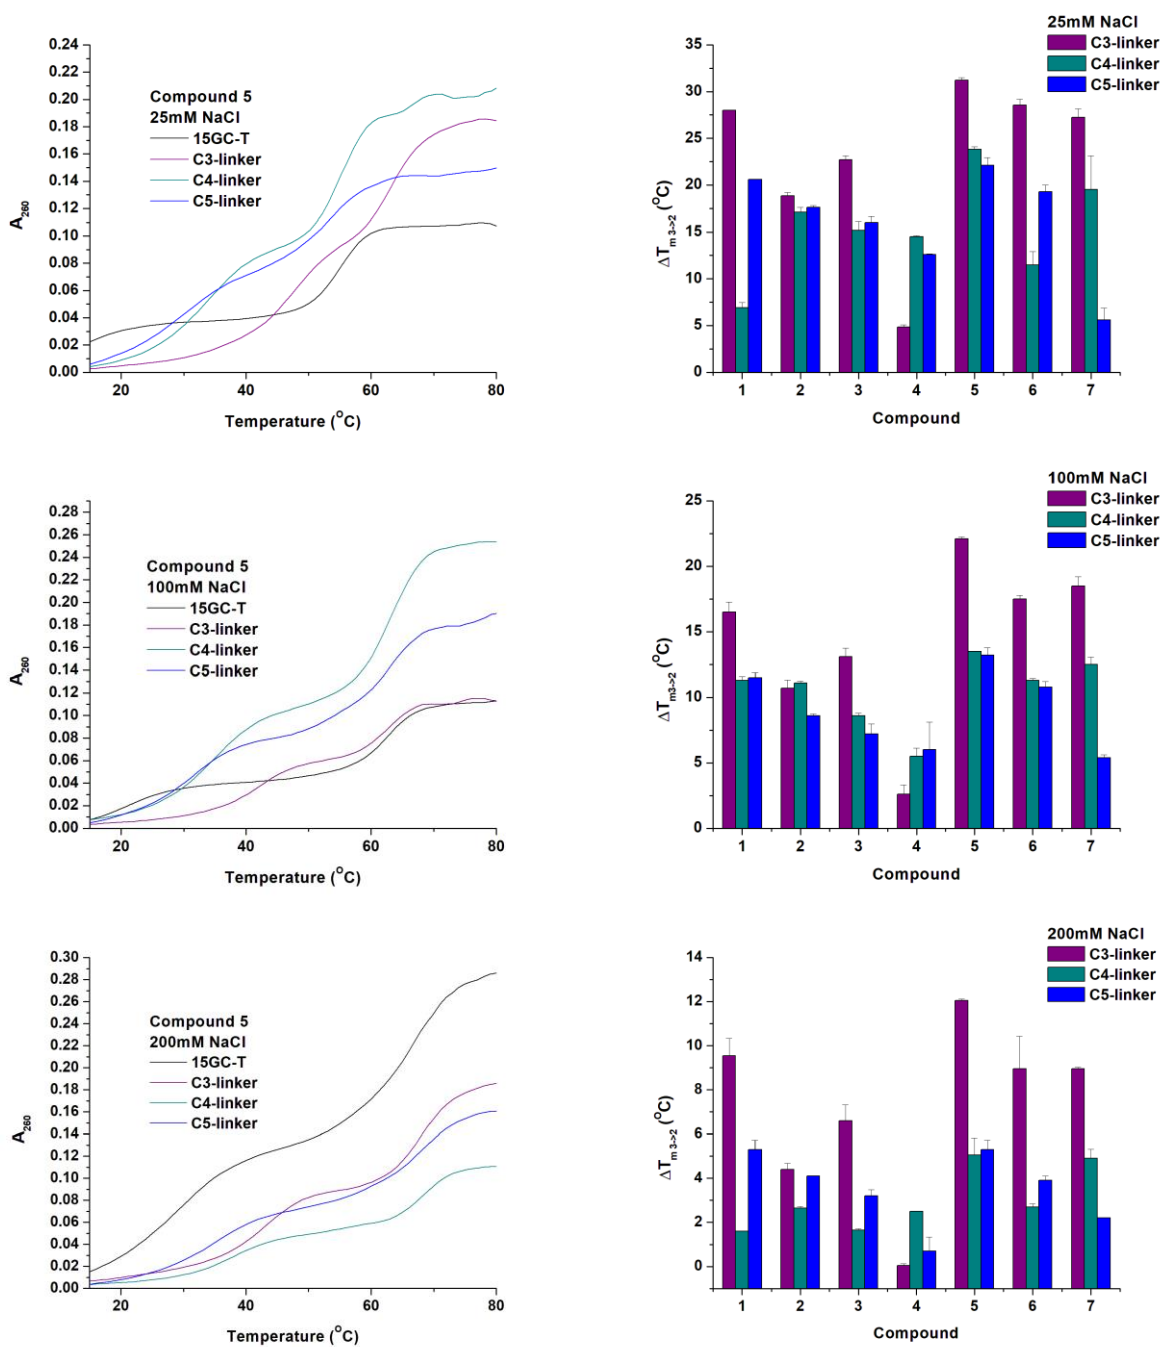 0.24
0.22
0.20
0.18
0.16
0.14
0.12
0.10
0.08
0.06
0.04
0.02
0.00
A260
Compound 5
25mM NaCl
15GC-T
C3-linker
C4-linker
C5-linker
20 40 60 80
Temperature (°C)
25mM NaCl
C3-linker
C4-linker
C5-linker
35
30
25
20
15
10
5
0
ΔTm 3->2 (°C)
1 2 3 4 5 6 7
Compound
0.28
0.26
0.24
0.22
0.20
0.18
0.16
0.14
0.12
0.10
0.08
0.06
0.04
0.02
0.00
A260
Compound 5
100mM NaCl
15GC-T
C3-linker
C4-linker
C5-linker
20 40 60 80
Temperature (°C)
100mM NaCl
C3-linker
C4-linker
C5-linker
25
20
15
10
5
0
ΔTm3->2 (°C)
1 2 3 4 5 6 7
Compound
0.30
0.28
0.26
0.24
0.22
0.20
0.18
0.16
0.14
0.12
0.10
0.08
0.06
0.04
0.02
0.00
A260
Compound 5
200mM NaCl
15GC-T
C3-linker
C4-linker
C5-linker
20 40 60 80
Temperature (°C)
200mM NaCl
C3-linker
C4-linker
C5-linker
14
12
10
8
6
4
2
0
ΔTm 3->2 (°C)
1 2 3 4 5 6 7
Compound